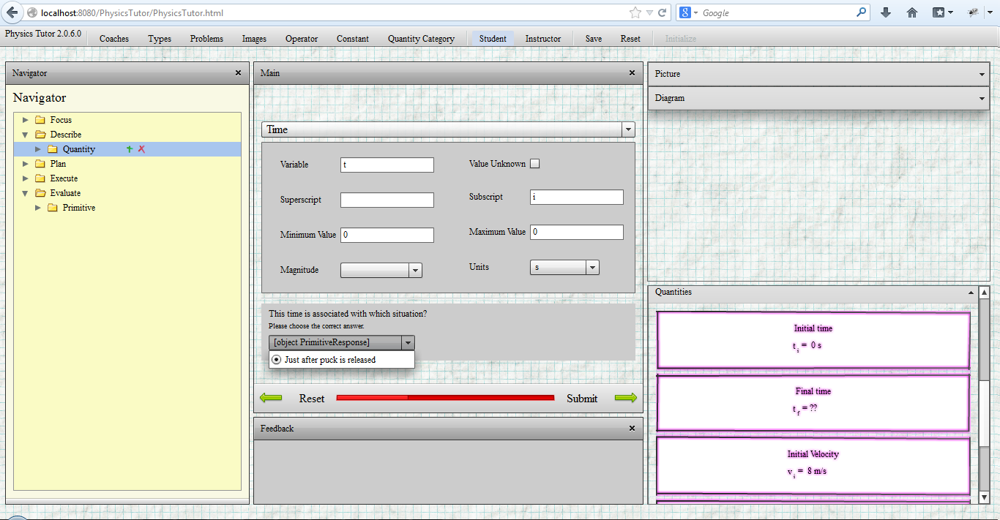 localhost:8080/PhysicsTutor/PhysicsTutor.html
8
Google
Physics Tutor 2.0.6.0
Coaches
Types
Problems
Images
Operator
Constant
Quantity Category
Student
Instructor
Save
Reset
Initialize
Navigator
Navigator
Focus
Describe
Quantity
Plan
Execute
Evaluate
Primitive
Main
Time
Variable
t
Value Unknown
Superscript
Subscript
i
Minimum Value
0
Maximum Value
0
Magnitude
Units
s
This time is associated with which situation?
Please choose the correct answer.
[object PrimitiveResponse]
Just after puck is released
Reset
Submit
Feedback
Picture
Diagram
Quantities
Initial time
t i = 0 s
Final time
t f = ??
Initial Velocity
v i = 8 m/s